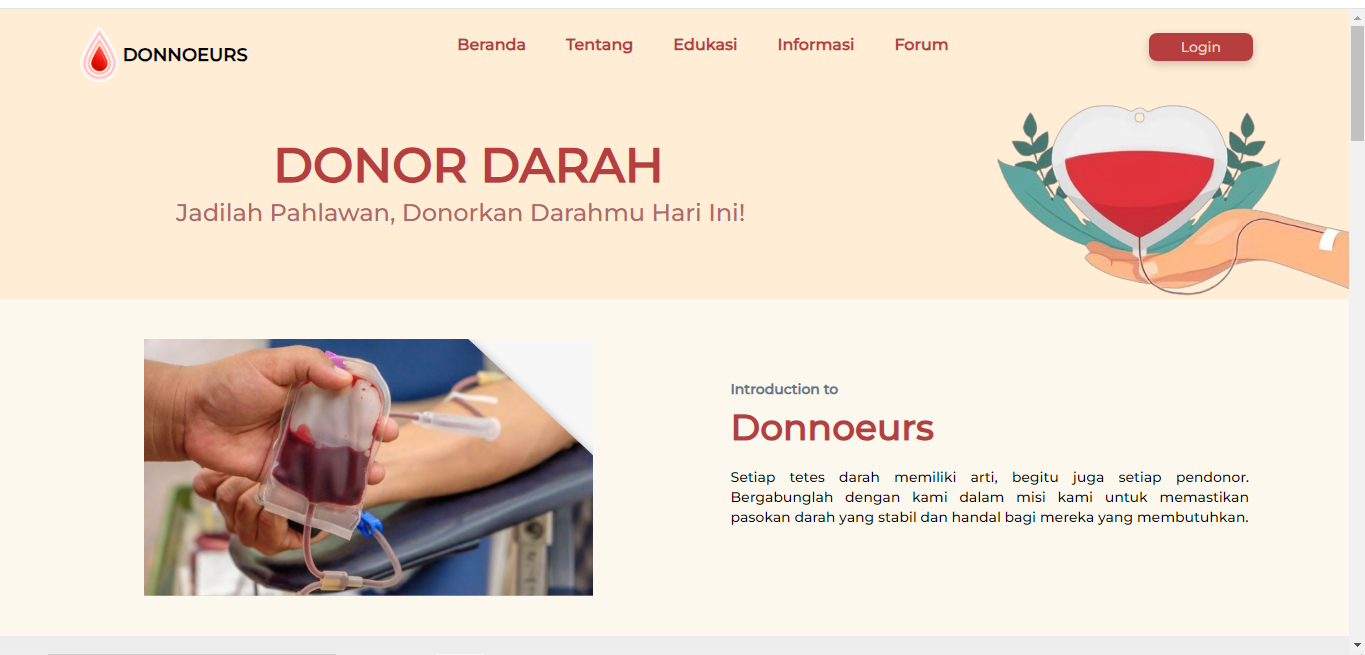 DONNOEURS
Beranda
Tentang
Edukasi
Informasi
Forum
Login
DONOR DARAH
Jadilah Pahlawan, Donorkan Darahmu Hari Ini!
Introduction to
Donnoeurs
Setiap tetes darah memiliki arti, begitu juga setiap pendonor.
Bergabunglah dengan kami dalam misi kami untuk memastikan
pasokan darah yang stabil dan handal bagi mereka yang membutuhkan.